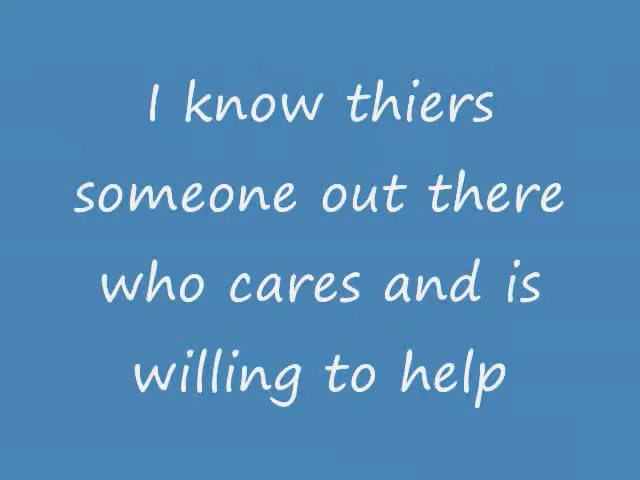 I know thiers
someone out there
who cares and is
willing to help